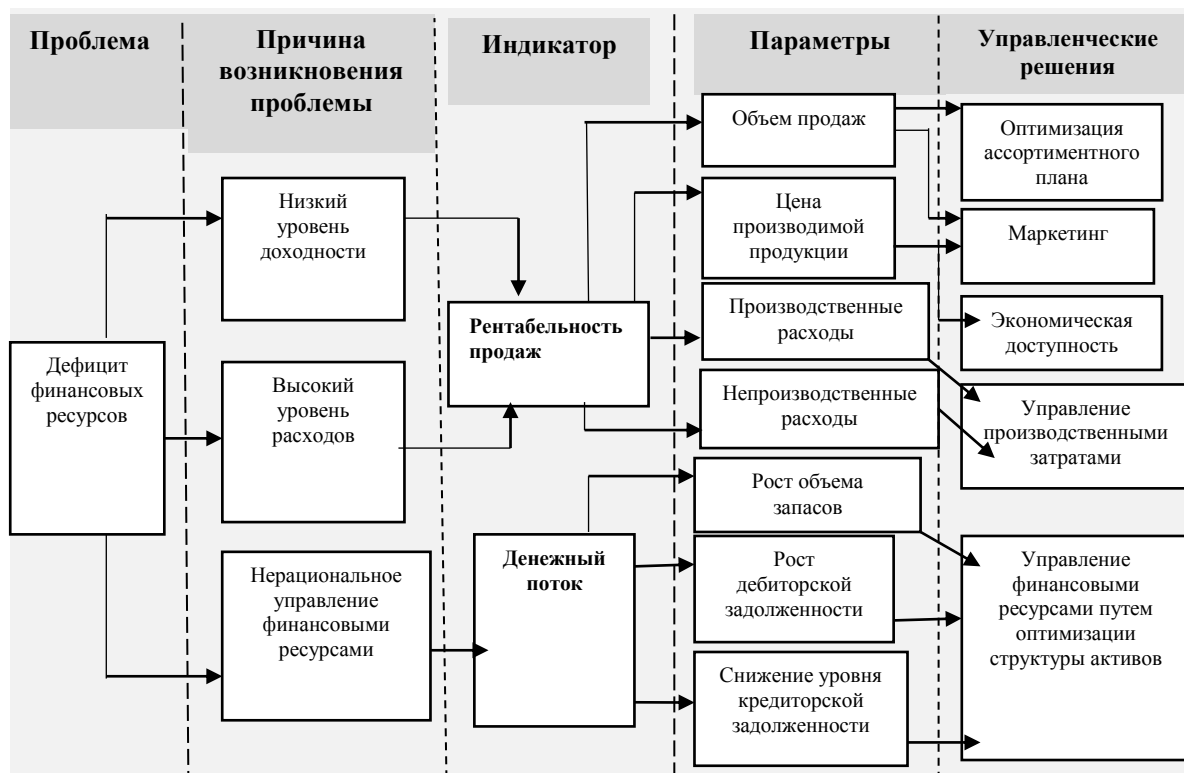 Проблема
Причина
возникновения
проблемы
Индикатор
Параметры
Управленческие
решения
Дефицит
финансовых
ресурсов
Низкий
уровень
доходности
Высокий
уровень
расходов
Нерациональное
управление
финансовыми
ресурсами
Рентабельность
продаж
Денежный
поток
Объем продаж
Цена
производимой
продукции
Производственные
расходы
Непроизводственные
расходы
Рост объема
запасов
Рост
дебиторской
задолженности
Снижение уровня
кредиторской
задолженности
Оптимизация
ассортиментного
плана
Маркетинг
Экономическая
доступность
Управление
производственными
затратами
Управление
финансовыми
ресурсами путем
оптимизации
структуры активов